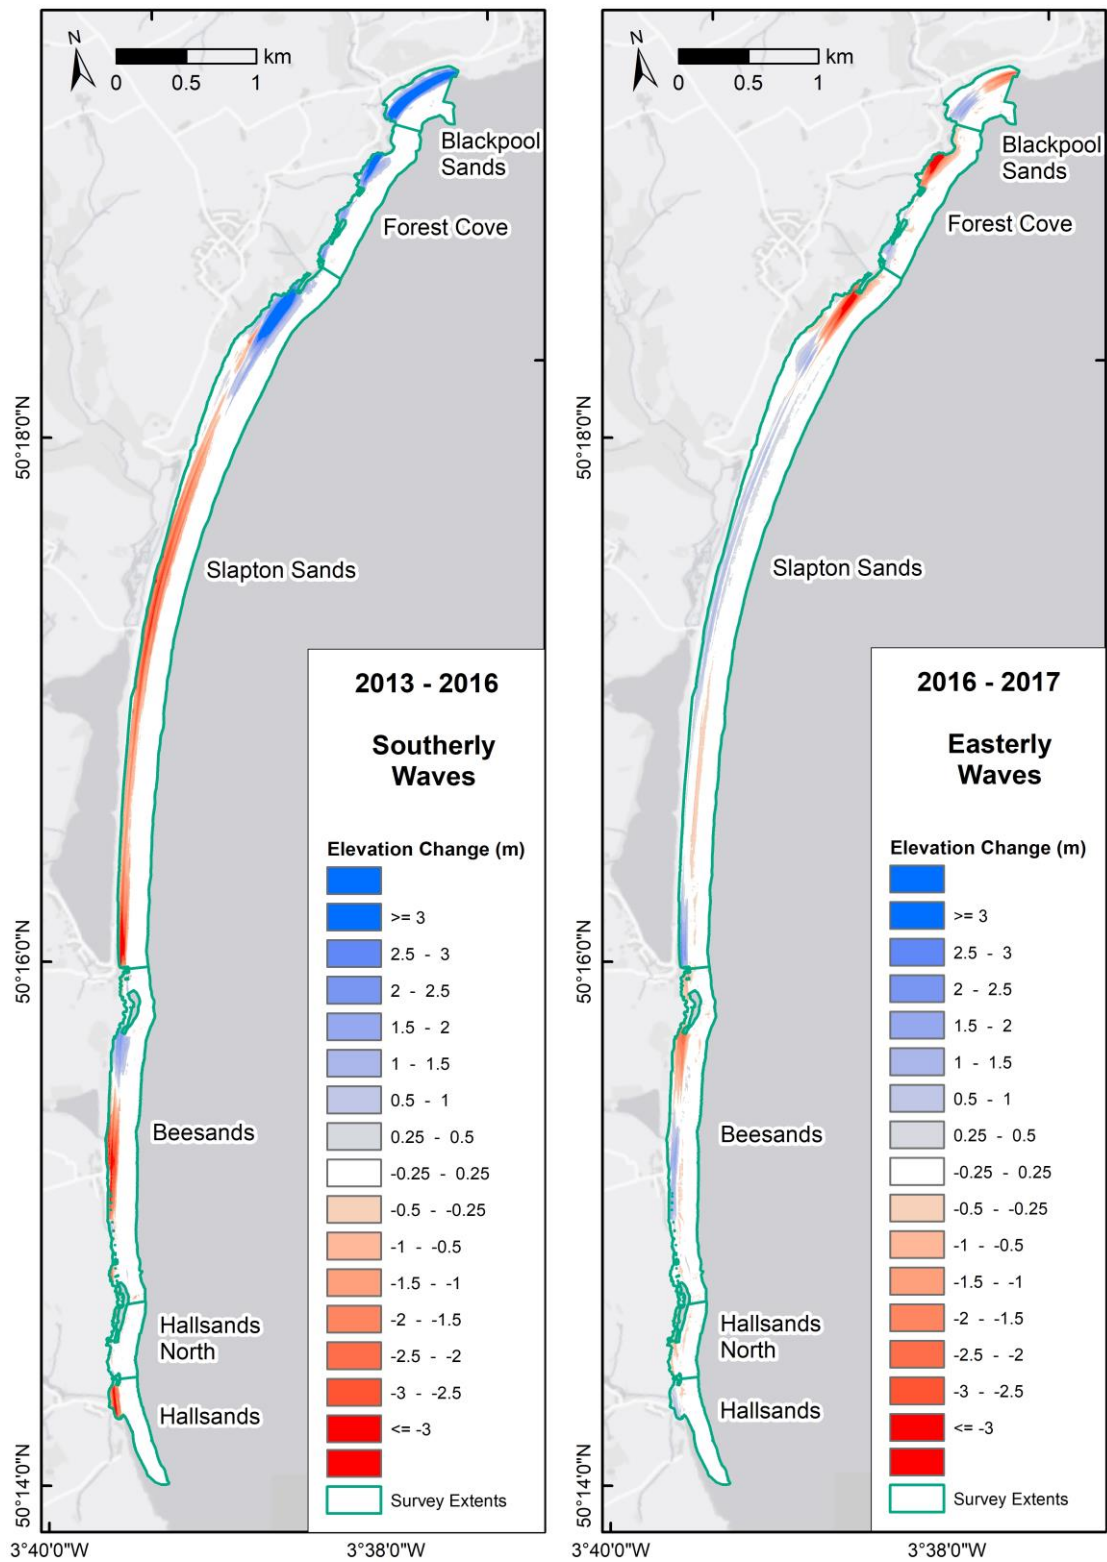 N
km
0 0.5 1
Blackpool
Sands
Forest Cove
Slapton Sands
Beesands
Hallsands
North
Hallsands
2013 - 2016
Southerly
Waves
Elevation Change (m)
>= 3
2.5 - 3
2 - 2.5
1.5 - 2
1 - 1.5
0.5 - 1
0.25 - 0.5
-0.25 - 0.25
-0.5 - -0.25
-1 - -0.5
-1.5 - -1
-2 - -1.5
-2.5 - -2
-3 - -2.5
<= -3
Survey Extents
50°18'0"N
50°16'0"N
50°14'0"N
3°40'0"W 3°38'0"W
N
km
0 0.5 1
Blackpool
Sands
Forest Cove
Slapton Sands
Beesands
Hallsands
North
Hallsands
2016 - 2017
Easterly
Waves
Elevation Change (m)
>= 3
2.5 - 3
2 - 2.5
1.5 - 2
1 - 1.5
0.5 - 1
0.25 - 0.5
-0.25 - 0.25
-0.5 - -0.25
-1 - -0.5
-1.5 - -1
-2 - -1.5
-2.5 - -2
-3 - -2.5
<= -3
Survey Extents
50°18'0"N
50°16'0"N
50°14'0"N
3°40'0"W 3°38'0"W